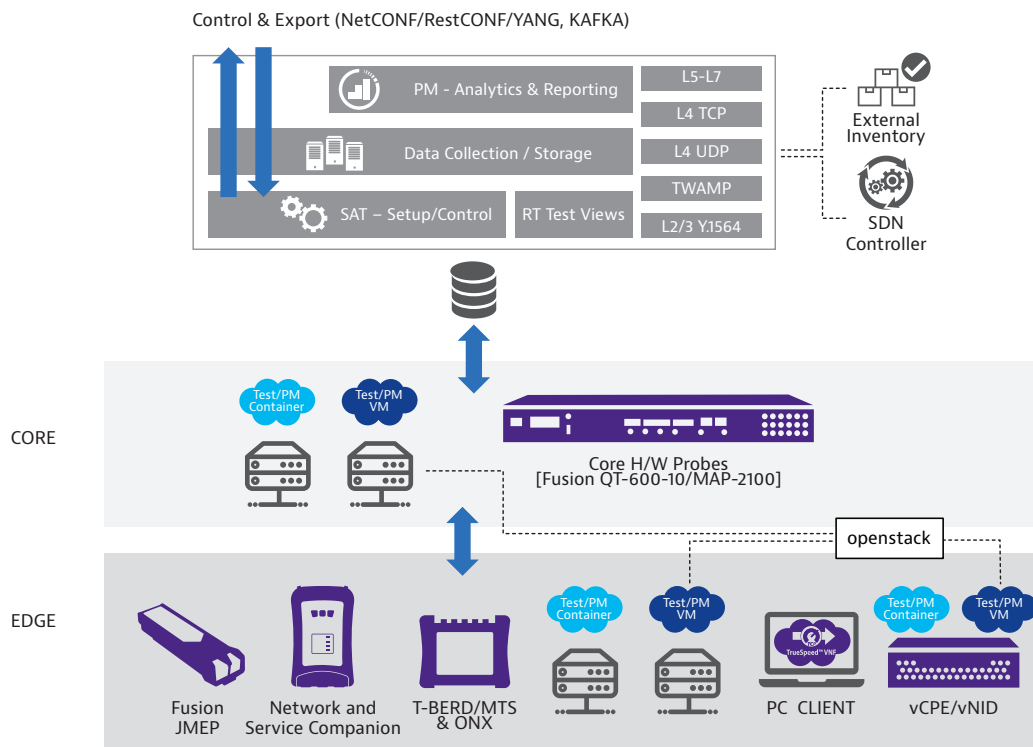 Control & Export (NetCONF/RestCONF/YANG, KAFKA)
PM - Analytics & Reporting
Data Collection / Storage
SAT – Setup/Control
RT Test Views
L5-L7
L4 TCP
L4 UDP
TWAMP
L2/3 Y.1564
External
Inventory
SDN
Controller
CORE
Test/PM
Container
Test/PM
VM
Core H/W Probes
[Fusion QT-600-10/MAP-2100]
openstack
EDGE
Fusion
JMEP
Network and
Service Companion
T-BERD/MTS
& ONX
Test/PM
Container
Test/PM
VM
TrueSpeed™ VNF
PC CLIENT
Test/PM
Container
Test/PM
VM
vCPE/vNID